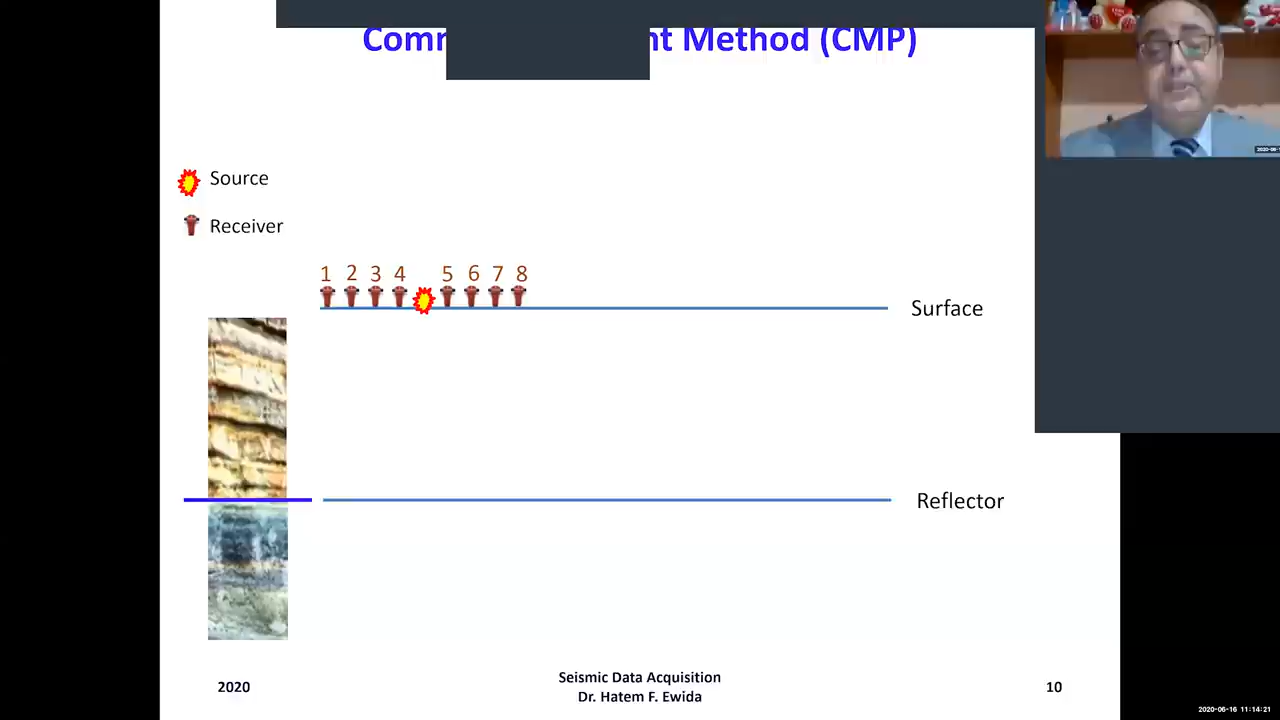 Comm nt Method (CMP)
Source
Receiver
1 2 3 4 5 6 7 8
Surface
Reflector
2020
Seismic Data Acquisition
Dr. Hatem F. Ewida
10
2020-06-16 11:14:21